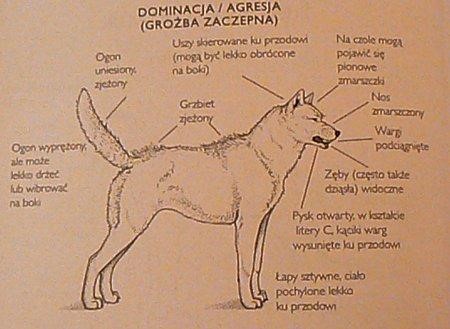 DOMINACJA / AGRESJA
(GROŹBA ZACZEPNA)
Ogon
uniesiony,
zjeżony
Uszy skierowane ku przodowi
(mogą być lekko obrócone
na boki)
Na czole mogą
pojawić się
pionowe
zmarszczki
Grzbiet
zjeżony
Nos
zmarszczony
Wargi
podciągnięte
Ogon wyprężony,
ale może
lekko drżeć
lub wibrować
na boki
Zęby (często także
dziąsła) widoczne
Pysk otwarty, w kształcie
litery C, kąciki warg
wysunięte ku przodowi
Łapy sztywne, ciało
pochylone lekko
ku przodowi